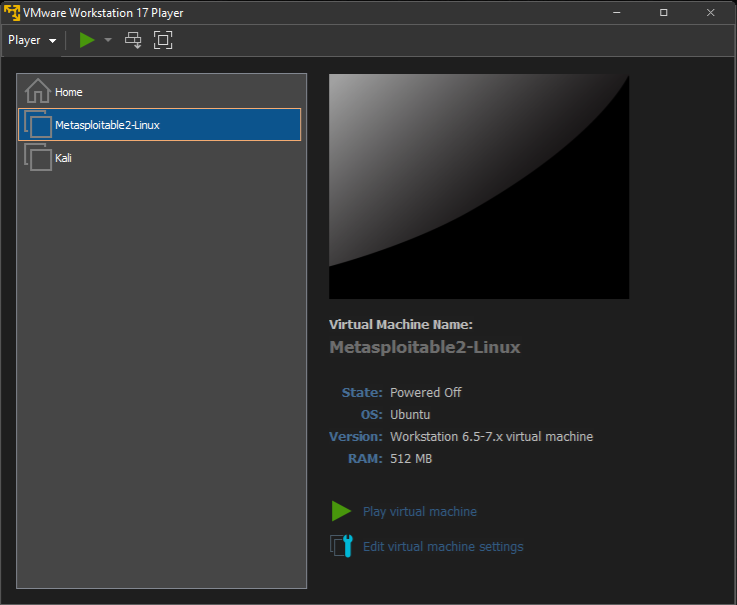 VMware Workstation 17 Player
Player
Home
Metasploitable2-Linux
Kali
Virtual Machine Name:
Metasploitable2-Linux
State: Powered Off
OS: Ubuntu
Version: Workstation 6.5-7.x virtual machine
RAM: 512 MB
Play virtual machine
Edit virtual machine settings